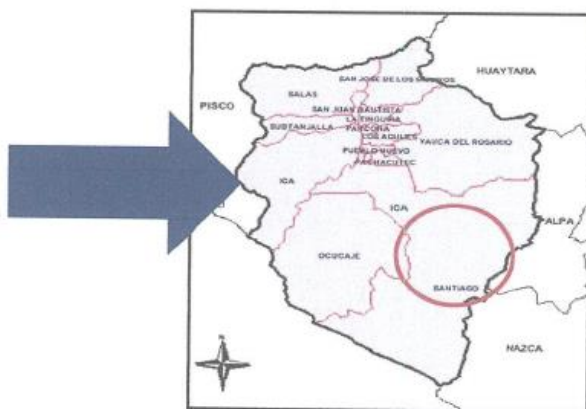 HUAYTARA
SAN JOSE DE LOS MOLINOS
SALAS
PISCO
SAN JUAN BAUTISTA
LA TINGUIÑA
SUBTANJALLA
PARCONA
LOS AQUIJES
YAUCA DEL ROSARIO
PUEBLO NUEVO
PACHACUTEC
ICA
ICA
ALPA
OCUCAJE
SANTIAGO
NAZCA